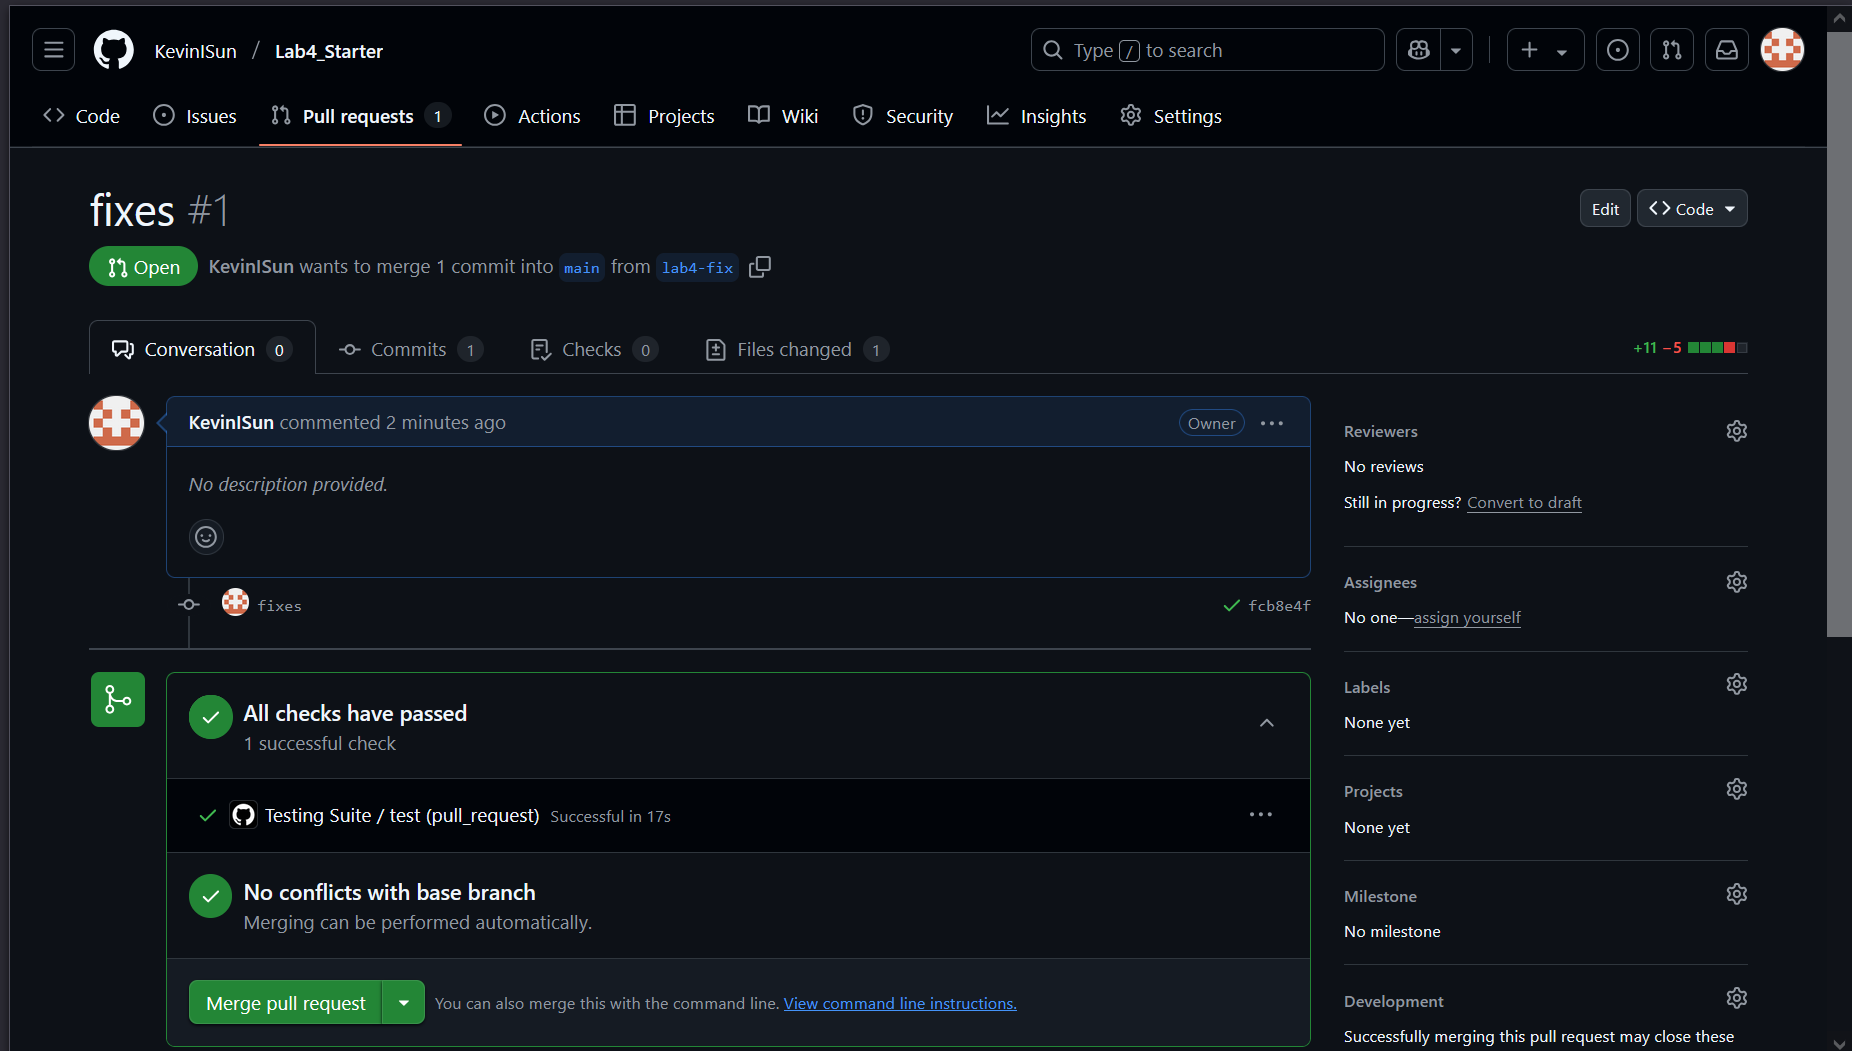 KevinISun / Lab4_Starter
Type / to search
Code Issues Pull requests 1 Actions Projects Wiki Security Insights Settings
fixes #1
Edit Code
Open KevinISun wants to merge 1 commit into main from lab4-fix
Conversation 0 Commits 1 Checks 0 Files changed 1
+11 −5
KevinISun commented 2 minutes ago
Owner
No description provided.
fixes
fcb8e4f
All checks have passed
1 successful check
Testing Suite / test (pull_request) Successful in 17s
No conflicts with base branch
Merging can be performed automatically.
Merge pull request You can also merge this with the command line. View command line instructions.
Reviewers
No reviews
Still in progress? Convert to draft
Assignees
No one—assign yourself
Labels
None yet
Projects
None yet
Milestone
No milestone
Development
Successfully merging this pull request may close these